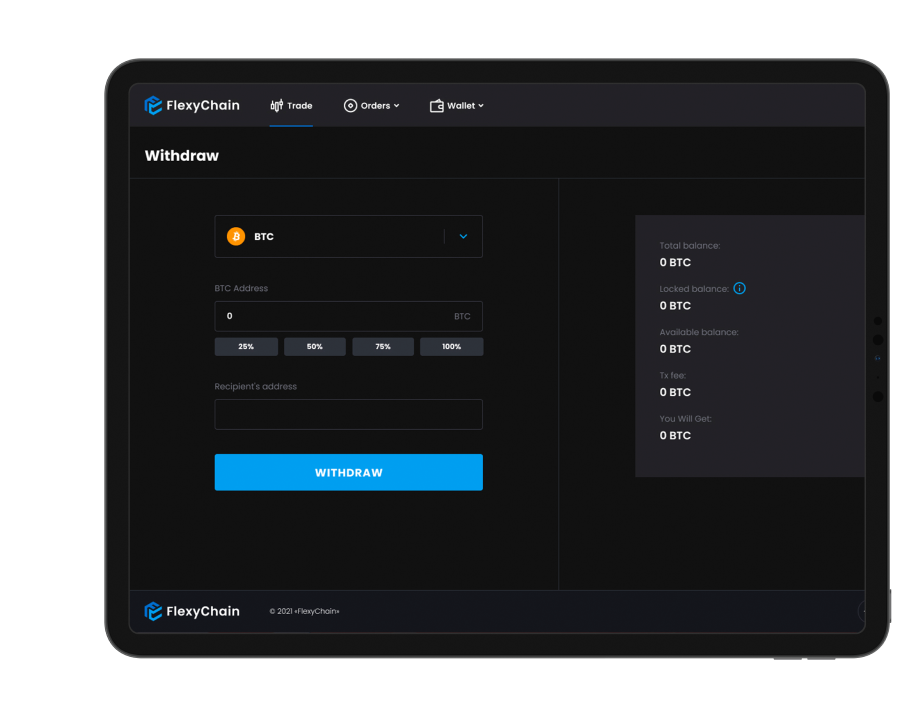 FlexyChain Trade Orders Wallet
Withdraw
BTC
BTC Address
0 BTC
25% 50% 75% 100%
Recipient's address
WITHDRAW
Total balance:
0 BTC
Locked balance:
0 BTC
Available balance:
0 BTC
Tx fee:
0 BTC
You Will Get:
0 BTC
FlexyChain © 2021 «FlexyChain»